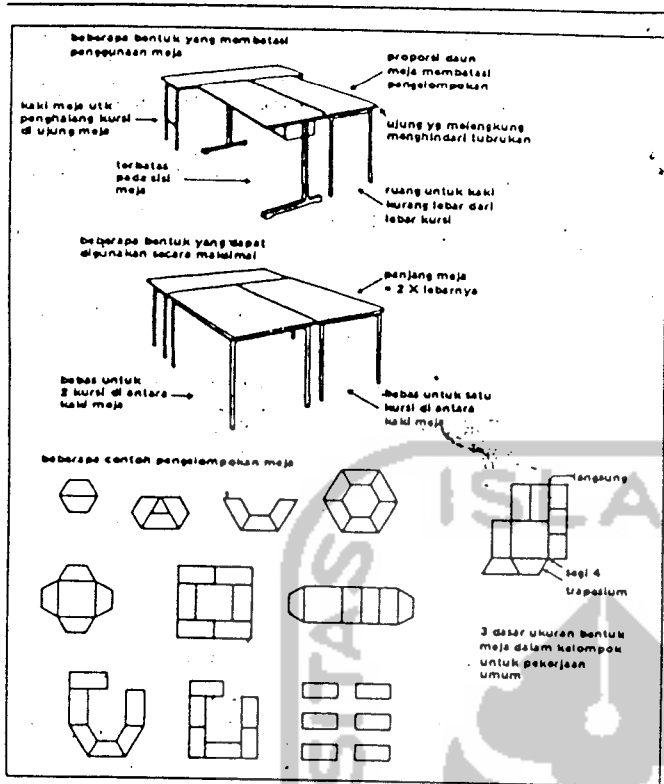 beberapa bentuk yang membatasi
penggunaan meja
proporsi daun
meja membatasi
pengelompokan
kaki meja utk
penghalang kursi
di ujung meja
ujung yg melengkung
menghindari tubrukan
terbatas
pada sisi
meja
ruang untuk kaki
kurang lebar dari
lebar kursi
beberapa bentuk yang dapat
digunakan secara maksimal
panjang meja
= 2 X lebarnya
bebas untuk
2 kursi di antara
kaki meja
bebas untuk satu
kursi di antara
kaki meja
beberapa contoh pengelompokan meja
langsung
segi 4
trapesium
3 dasar ukuran bentuk
meja dalam kelompok
untuk pekerjaan
umum
ISLA
SITAS